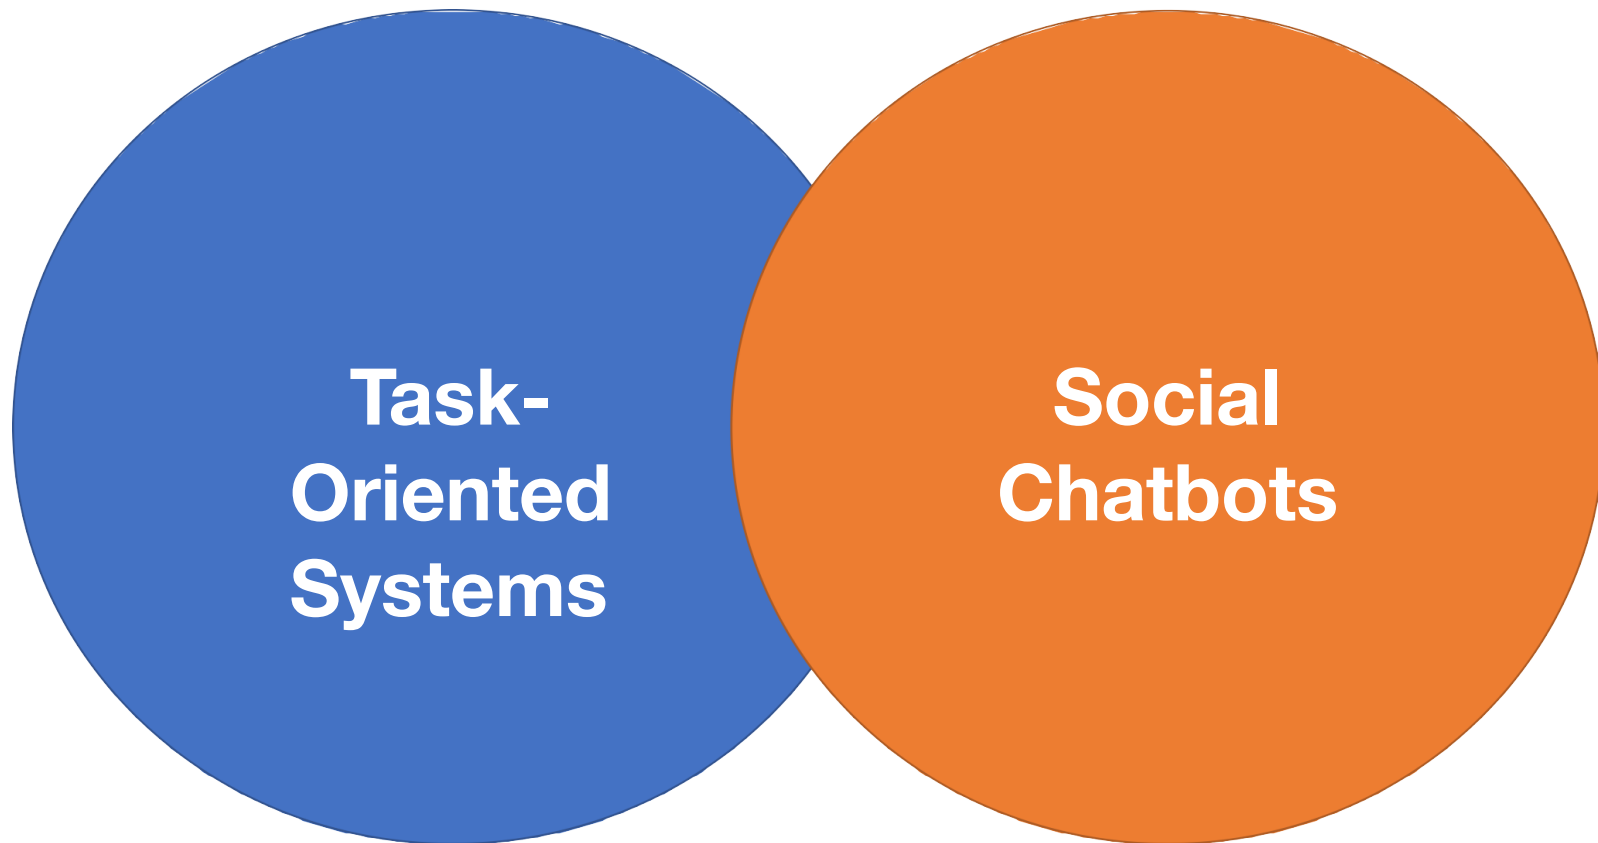 Task-
Oriented
Systems
Social
Chatbots